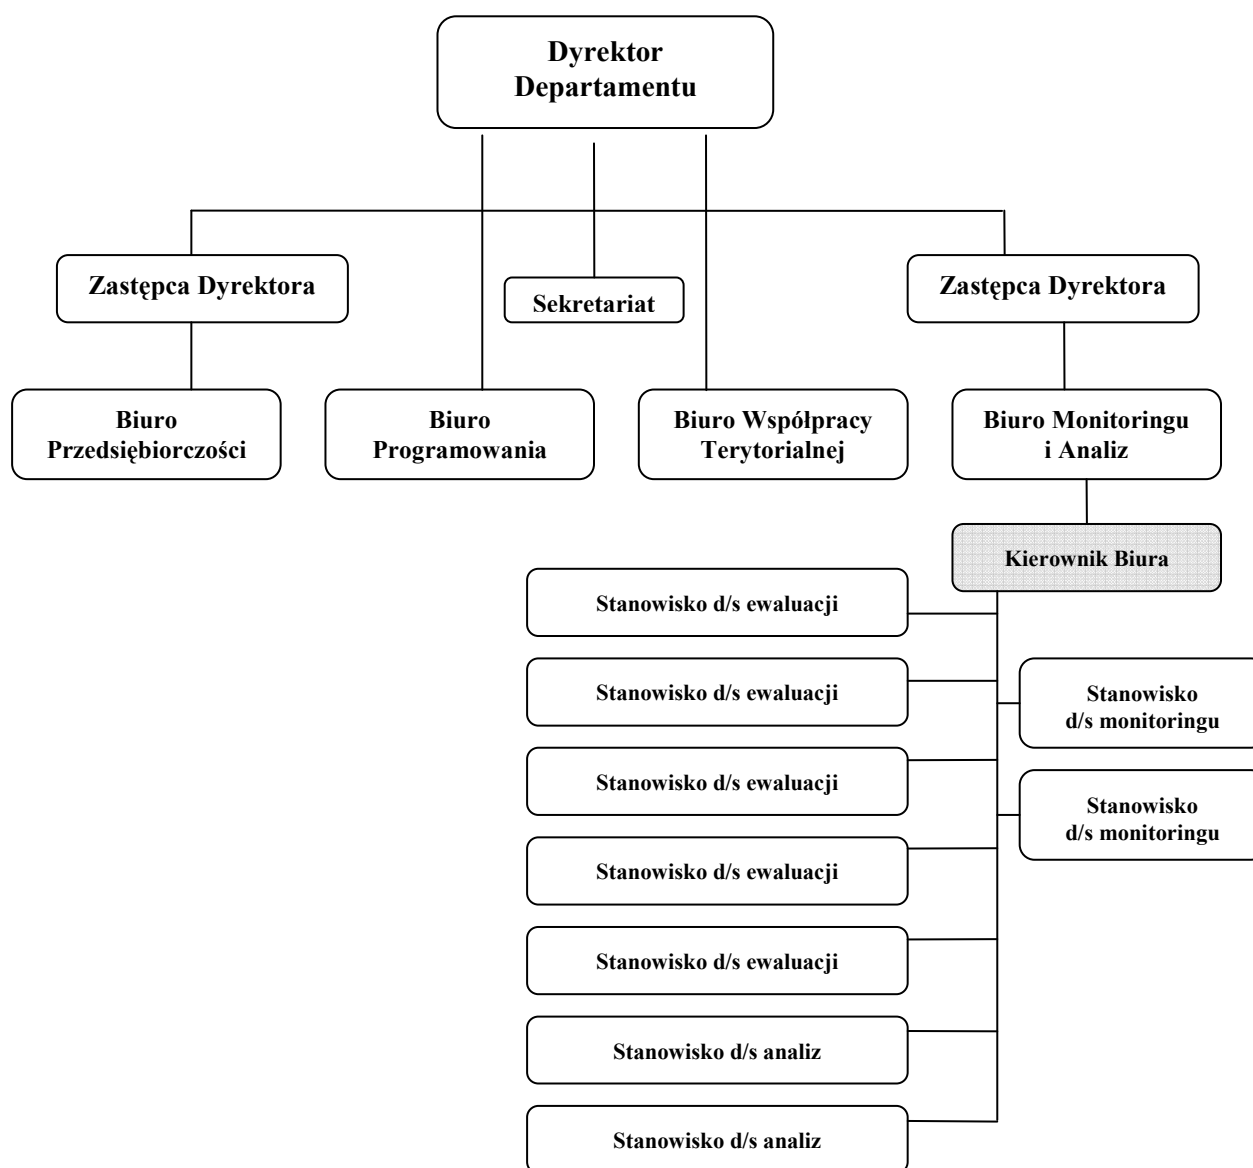 Dyrektor
Departamentu
Zastępca Dyrektora
Sekretariat
Zastępca Dyrektora
Biuro
Przedsiębiorczości
Biuro
Programowania
Biuro Współpracy
Terytorialnej
Biuro Monitoringu
i Analiz
Kierownik Biura
Stanowisko d/s ewaluacji
Stanowisko d/s ewaluacji
Stanowisko
d/s monitoringu
Stanowisko d/s ewaluacji
Stanowisko
d/s monitoringu
Stanowisko d/s ewaluacji
Stanowisko d/s ewaluacji
Stanowisko d/s analiz
Stanowisko d/s analiz